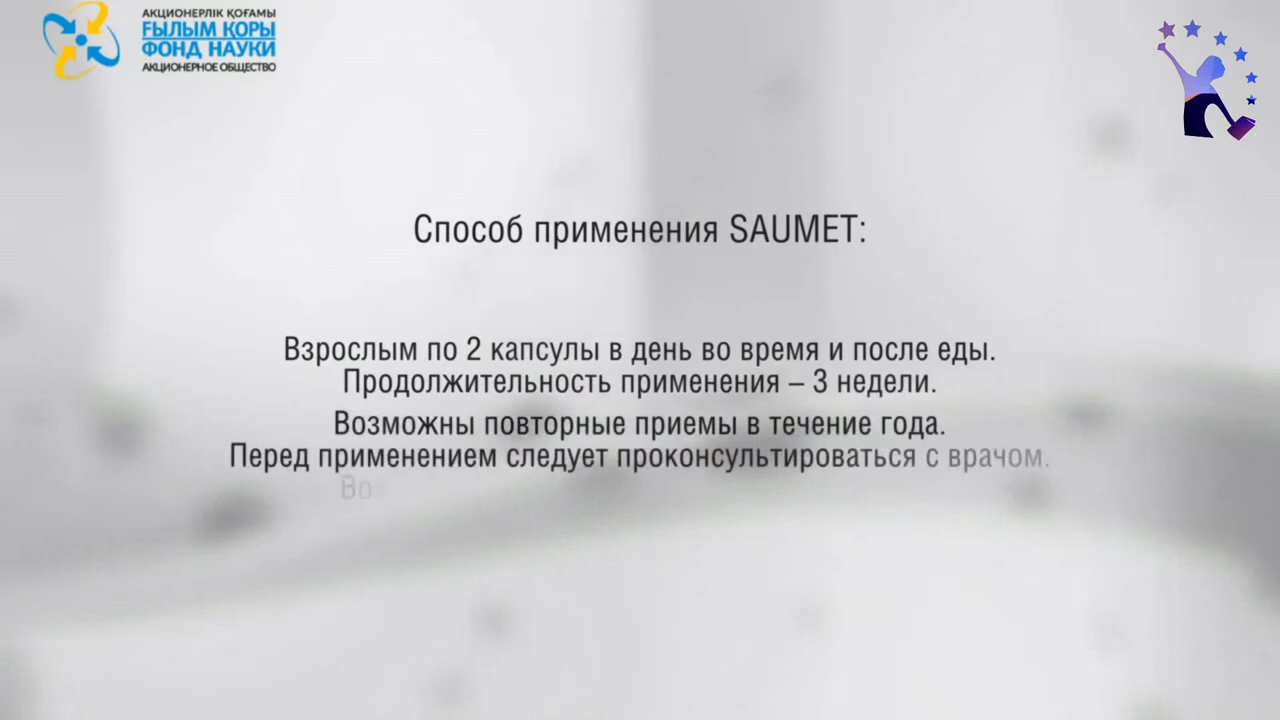 АКЦИОНЕРЛІК ҚОҒАМЫ
ҒЫЛЫМ ҚОРЫ
ФОНД НАУКИ
АКЦИОНЕРНОЕ ОБЩЕСТВО
Способ применения SAUMET:
Взрослым по 2 капсулы в день во время и после еды.
Продолжительность применения – 3 недели.
Возможны повторные приемы в течение года.
Перед применением следует проконсультироваться с врачом.
Во